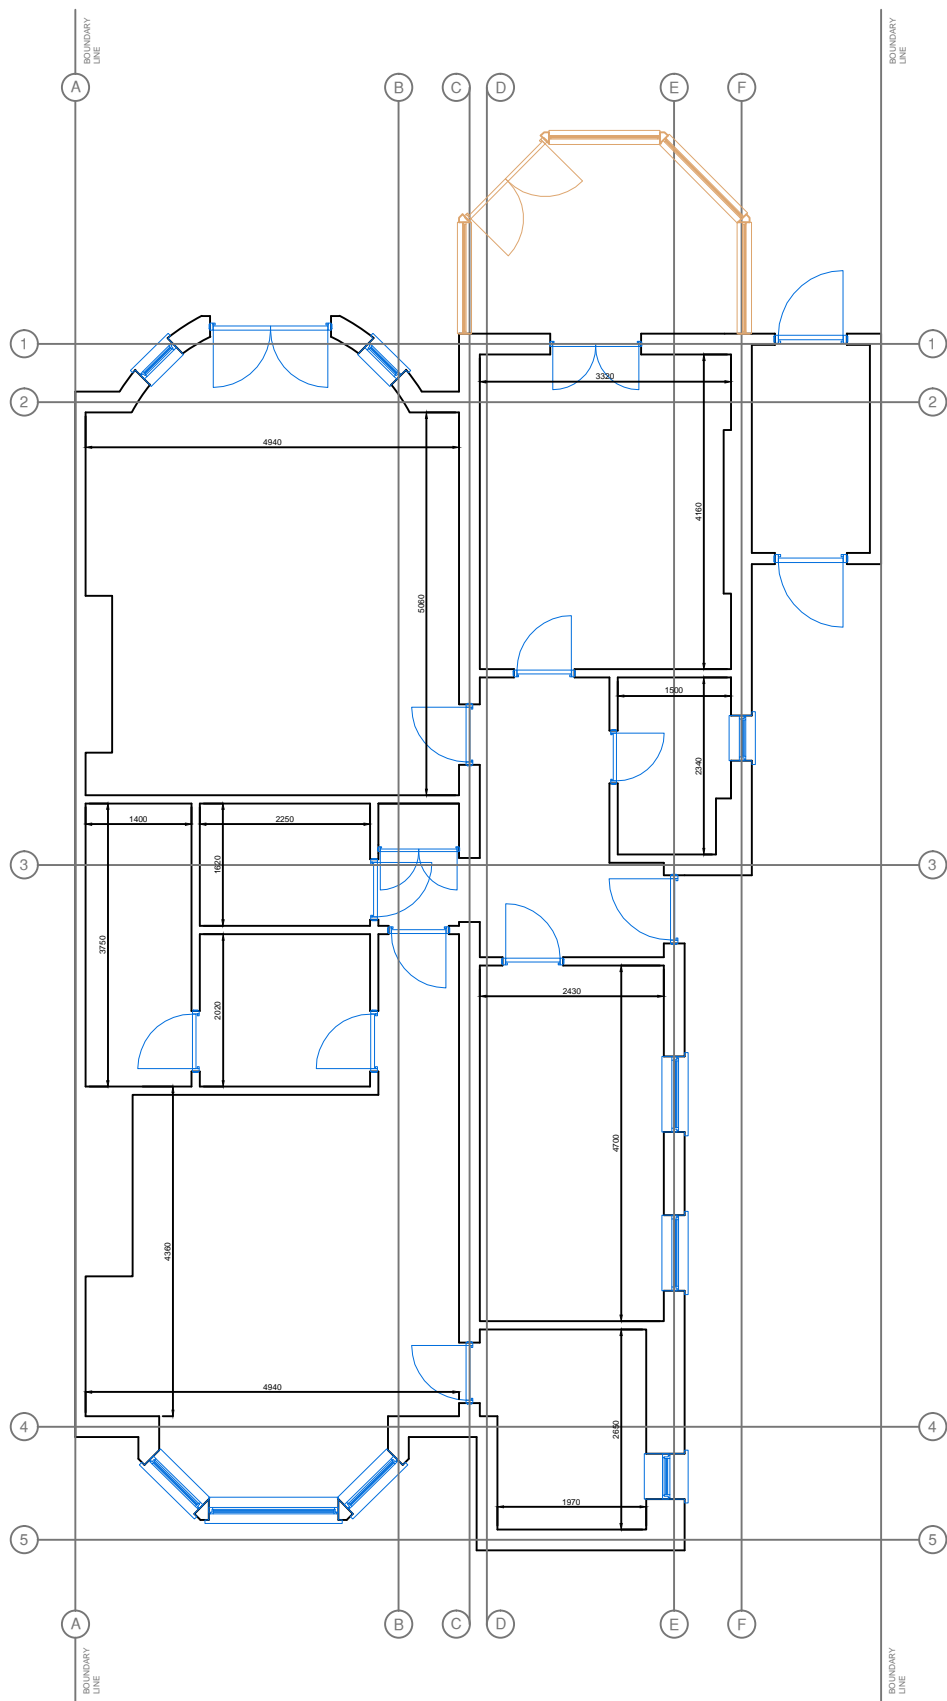 BOUNDARY
LINE
BOUNDARY
LINE
A
B
C
D
E
F
1
1
3320
2
2
4940
4160
5060
1500
2340
1400
2250
1620
3
3
3750
2430
2020
4700
4360
4940
2650
4
4
1970
5
5
A
B
C
D
E
F
BOUNDARY
LINE
BOUNDARY
LINE